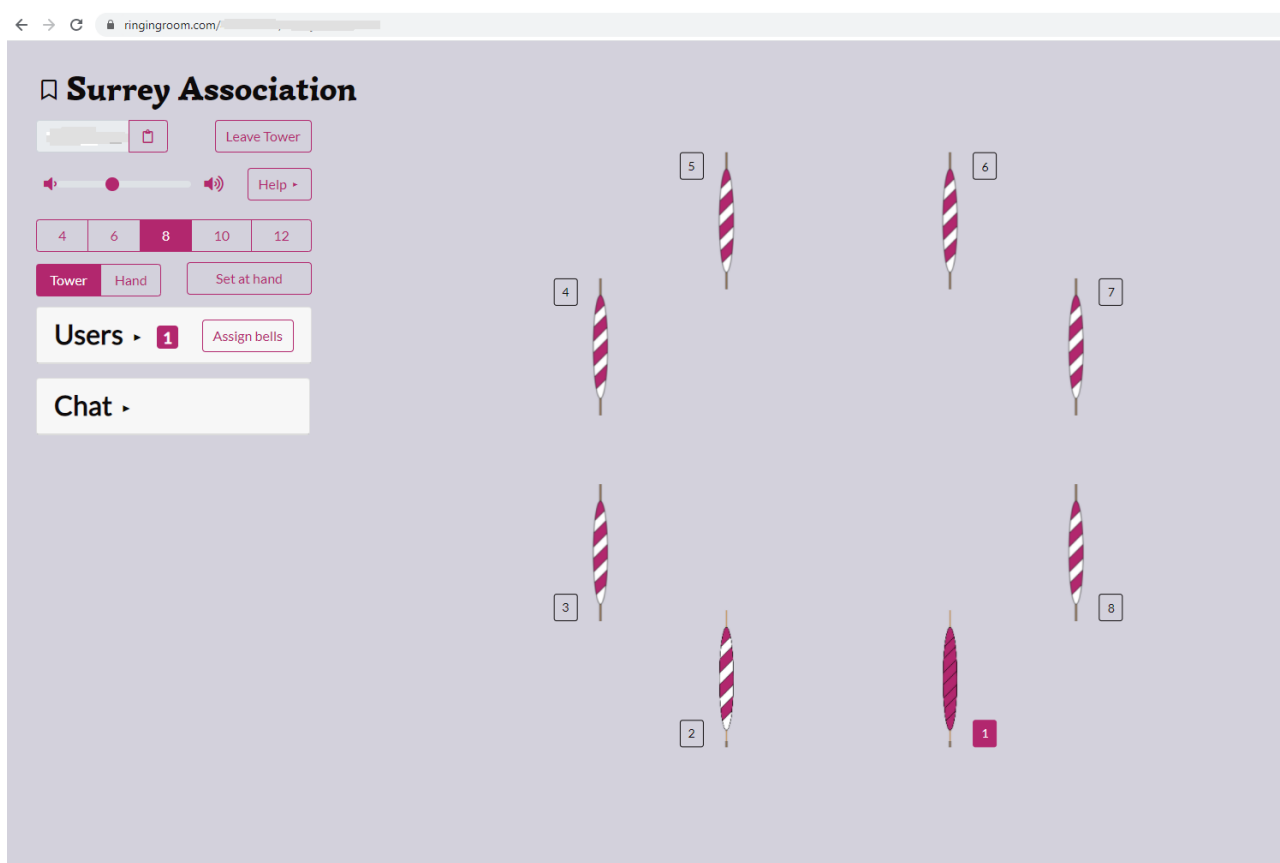 ringingroom.com/
Surrey Association
Leave Tower
Help
4 6 8 10 12
Tower Hand Set at hand
Users 1 Assign bells
Chat
5 6
4 7
3 8
2 1